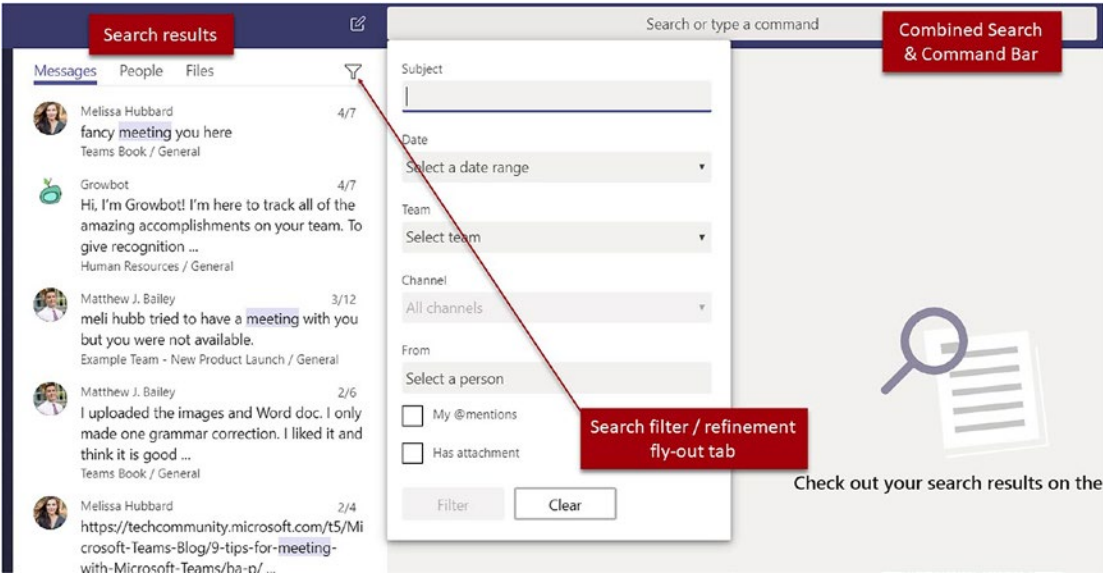 Search results
Search or type a command
Combined Search
& Command Bar
Messages People Files
Melissa Hubbard 4/7
fancy meeting you here
Teams Book / General
Growbot 4/7
Hi, I'm Growbot! I'm here to track all of the
amazing accomplishments on your team. To
give recognition ...
Human Resources / General
Matthew J. Bailey 3/12
meli hubb tried to have a meeting with you
but you were not available.
Example Team - New Product Launch / General
Matthew J. Bailey 2/6
I uploaded the images and Word doc. I only
made one grammar correction. I liked it and
think it is good ...
Teams Book / General
Melissa Hubbard 2/4
https://techcommunity.microsoft.com/t5/Mi
crosoft-Teams-Blog/9-tips-for-meeting-
with-Microsoft-Teams/ba-p/ ...
Subject
Date
Select a date range
Team
Select team
Channel
All channels
From
Select a person
My @mentions
Has attachment
Filter Clear
Search filter / refinement
fly-out tab
Check out your search results on the